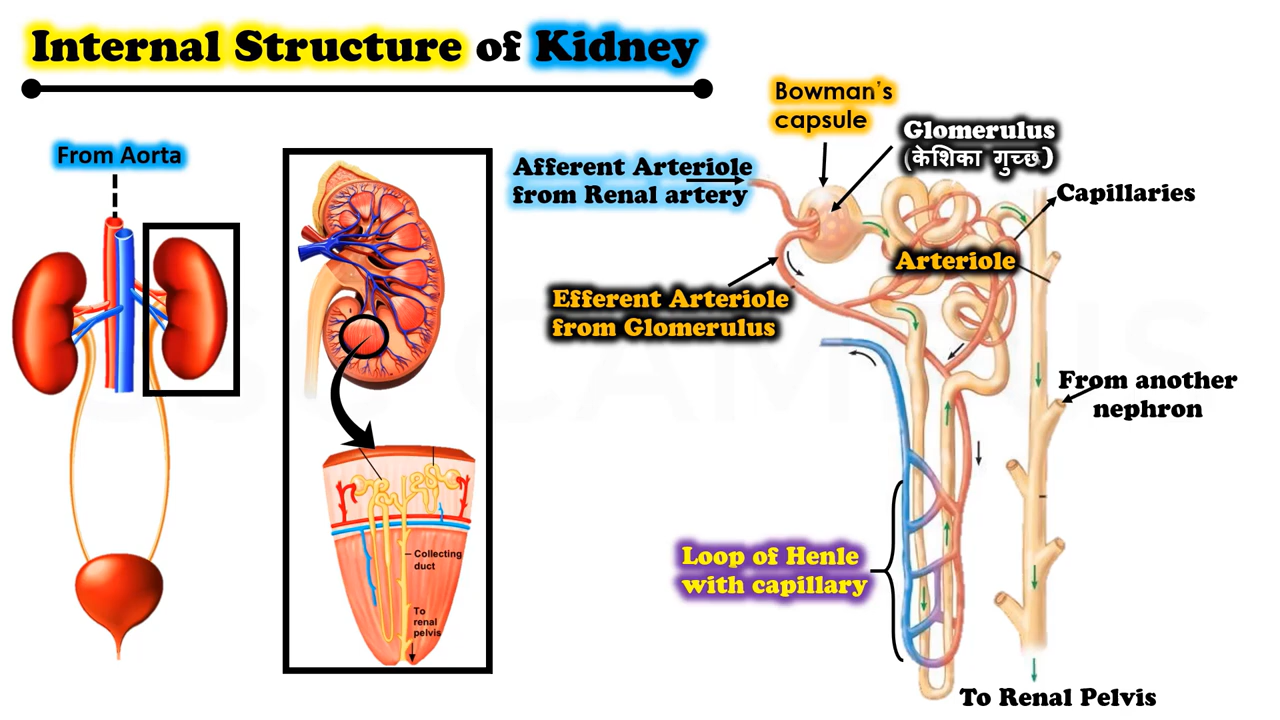 Internal Structure of Kidney
From Aorta
Bowman's
capsule
Glomerulus
(केशिका गुच्छ)
Afferent Arteriole
from Renal artery
Capillaries
Arteriole
Efferent Arteriole
from Glomerulus
From another
nephron
Collecting
duct
Loop of Henle
with capillary
To
renal
pelvis
To Renal Pelvis